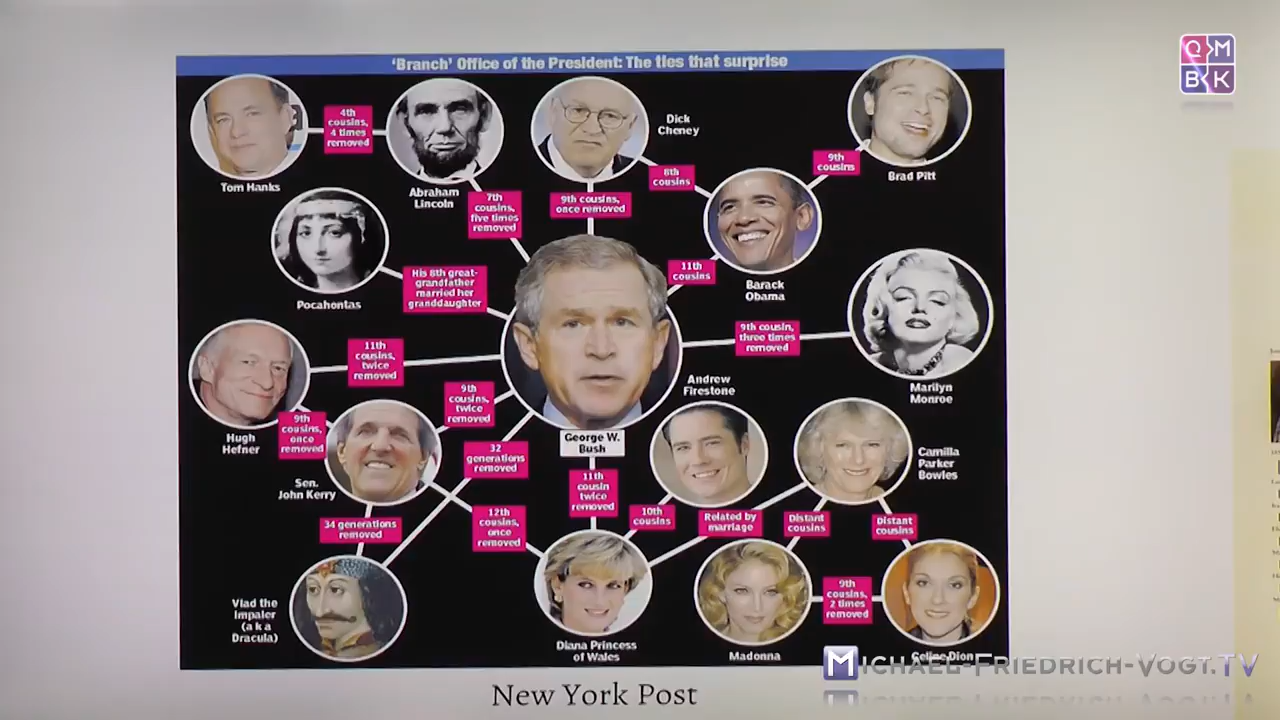 QM
BK
'Branch' Office of the President: The ties that surprise
4th
cousins,
4 times
removed
Tom Hanks
Abraham
Lincoln
Dick
Cheney
8th
cousins
9th
cousins
Brad Pitt
7th
cousins,
five times
removed
9th cousins,
once removed
Pocahontas
His 8th great-
grandfather
married her
granddaughter
11th
cousins
Barack
Obama
9th cousin,
three times
removed
Marilyn
Monroe
11th
cousins,
twice
removed
9th
cousins,
twice
removed
Andrew
Firestone
Hugh
Hefner
9th
cousins,
once
removed
George W.
Bush
Camilla
Parker
Bowles
32
generations
removed
Sen.
John Kerry
11th
cousin
twice
removed
34 generations
removed
12th
cousins,
once
removed
10th
cousins
Related by
marriage
Distant
cousins
Distant
cousins
Vlad the
Impaler
(a k a
Dracula)
9th
cousins,
2 times
removed
Diana Princess
of Wales
Madonna
Celine Dion
MICHAEL-FRIEDRICH-VOGT.TV
New York Post